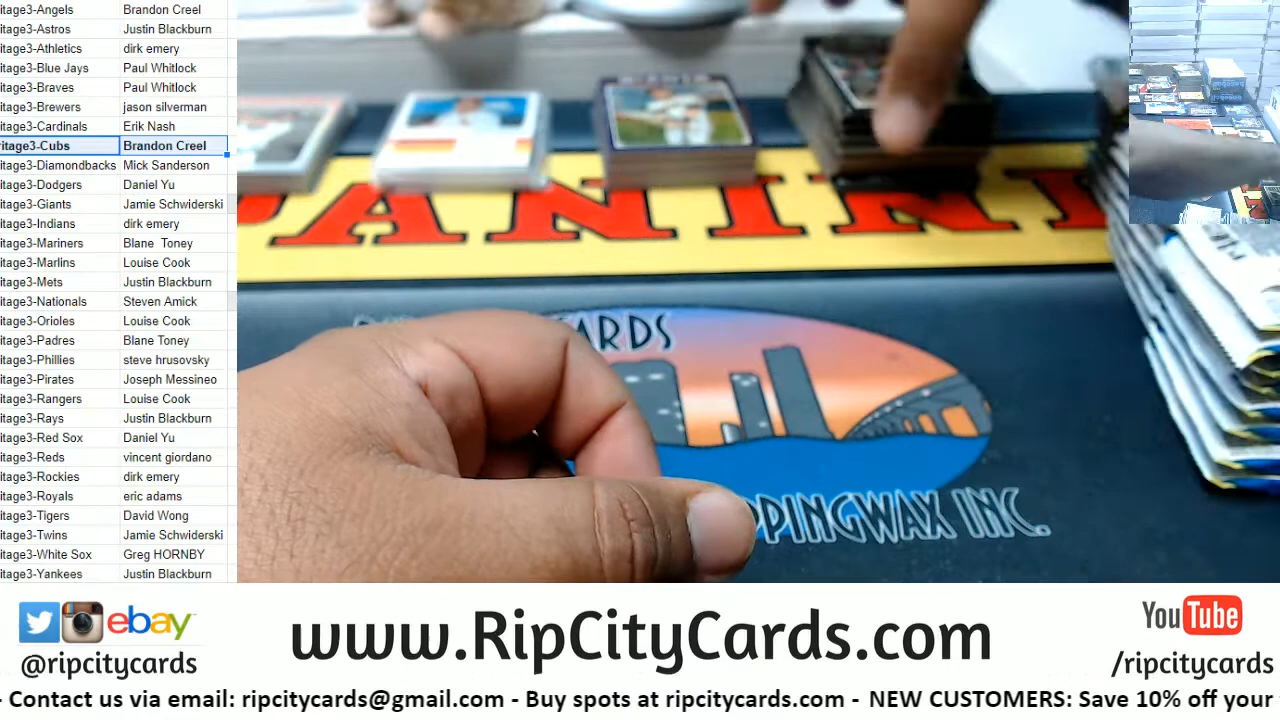 itage3-Angels Brandon Creel
itage3-Astros Justin Blackburn
itage3-Athletics dirk emery
itage3-Blue Jays Paul Whitlock
itage3-Braves Paul Whitlock
itage3-Brewers jason silverman
itage3-Cardinals Erik Nash
itage3-Cubs Brandon Creel
itage3-Diamondbacks Mick Sanderson
itage3-Dodgers Daniel Yu
itage3-Giants Jamie Schwiderski
itage3-Indians dirk emery
itage3-Mariners Blane Toney
itage3-Marlins Louise Cook
itage3-Mets Justin Blackburn
itage3-Nationals Steven Amick
itage3-Orioles Louise Cook
itage3-Padres Blane Toney
itage3-Phillies steve hrusovsky
itage3-Pirates Joseph Messineo
itage3-Rangers Louise Cook
itage3-Rays Justin Blackburn
itage3-Red Sox Daniel Yu
itage3-Reds vincent giordano
itage3-Rockies dirk emery
itage3-Royals eric adams
itage3-Tigers David Wong
itage3-Twins Jamie Schwiderski
itage3-White Sox Greg HORNBY
itage3-Yankees Justin Blackburn
PANINI
CARDS
PPINGWAX INC.
ebay
@ripcitycards
www.RipCityCards.com
YouTube
/ripcitycards
- Contact us via email: ripcitycards@gmail.com - Buy spots at ripcitycards.com - NEW CUSTOMERS: Save 10% off your